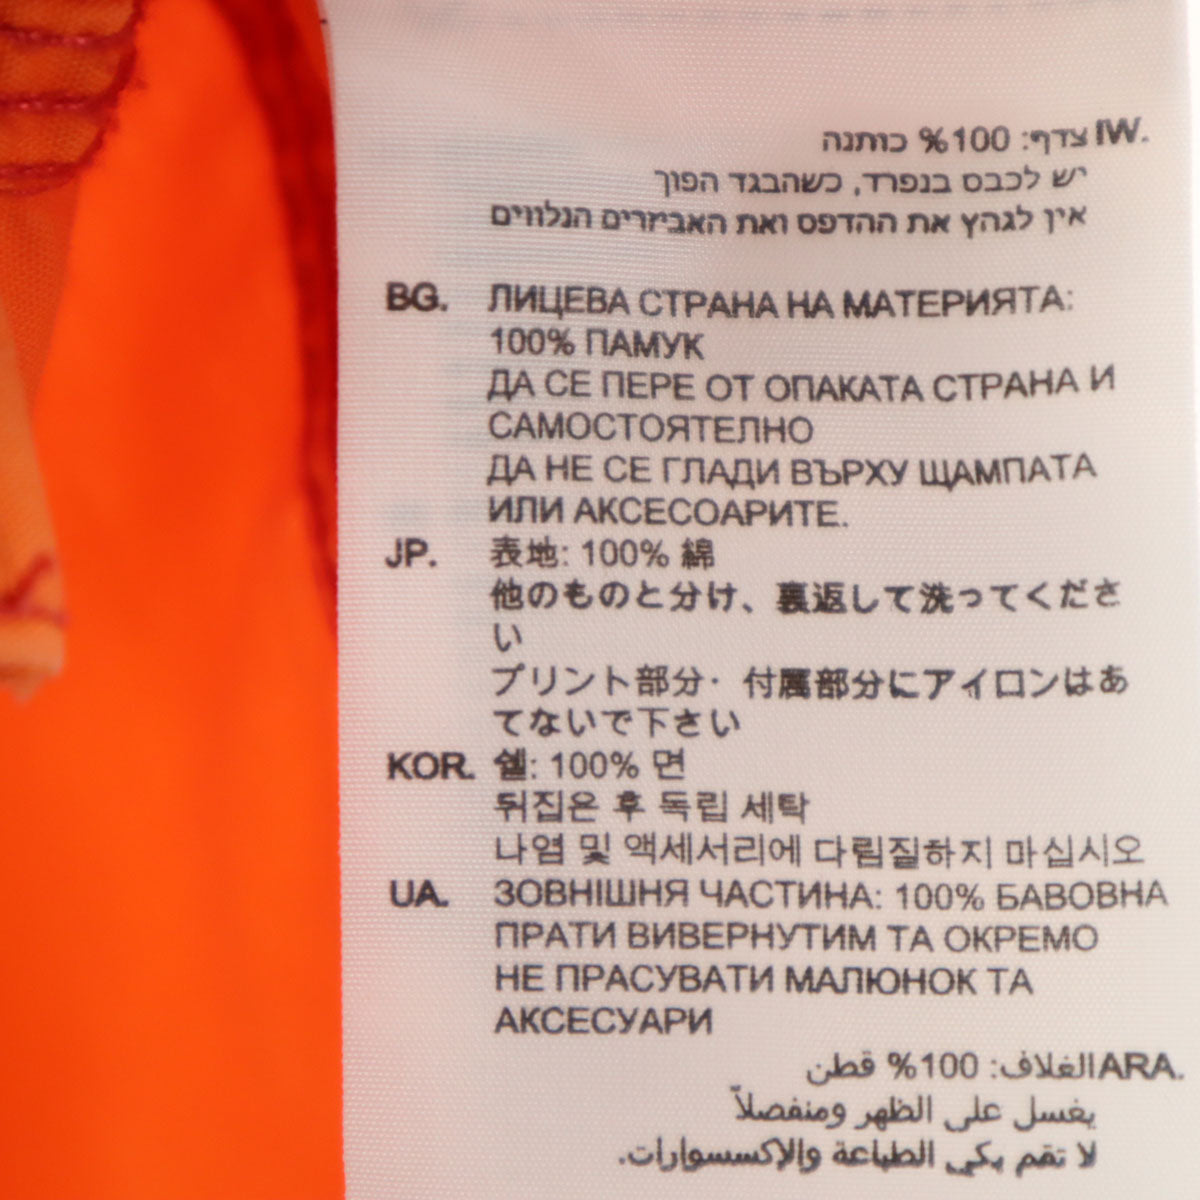 IW. צדף: 100% כותנה
יש לכבס בנפרד, כשהבגד הפוך
אין לגהץ את ההדפס ואת האביזרים הנלווים
BG. ЛИЦЕВА СТРАНА НА МАТЕРИЯТА:
100% ПАМУК
ДА СЕ ПЕРЕ ОТ ОПАКАТА СТРАНА И
САМОСТОЯТЕЛНО
ДА НЕ СЕ ГЛАДИ ВЪРХУ ЩАМПАТА
ИЛИ АКСЕСОАРИТЕ.
JP. 表地: 100% 綿
他のものと分け、裏返して洗ってくださ
い
プリント部分・付属部分にアイロンはあ
てないで下さい
KOR. 쉘: 100% 면
뒤집은 후 독립 세탁
나염 및 액세서리에 다림질하지 마십시오
UA. ЗОВНІШНЯ ЧАСТИНА: 100% БАВОВНА
ПРАТИ ВИВЕРНУТИМ ТА ОКРЕМО
НЕ ПРАСУВАТИ МАЛЮНОК ТА
АКСЕСУАРИ
ARA. الغلاف: 100% قطن
يغسل على الظهر ومنفصلاً
لا تقم بكي الطباعة والإكسسوارات.